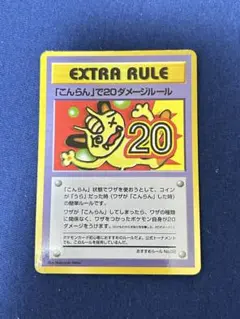 EXTRA RULE
「こんらん」で20ダメージルール
20
「こんらん」状態でワザを使おうとして、コイン
が「うら」だった時(ワザが「こんらん」した時)
の簡単ルールです。
ワザが「こんらん」してしまったら、ワザの種類
に関係なく、ワザをつかったポケモン自身が20
ダメージをうけます。